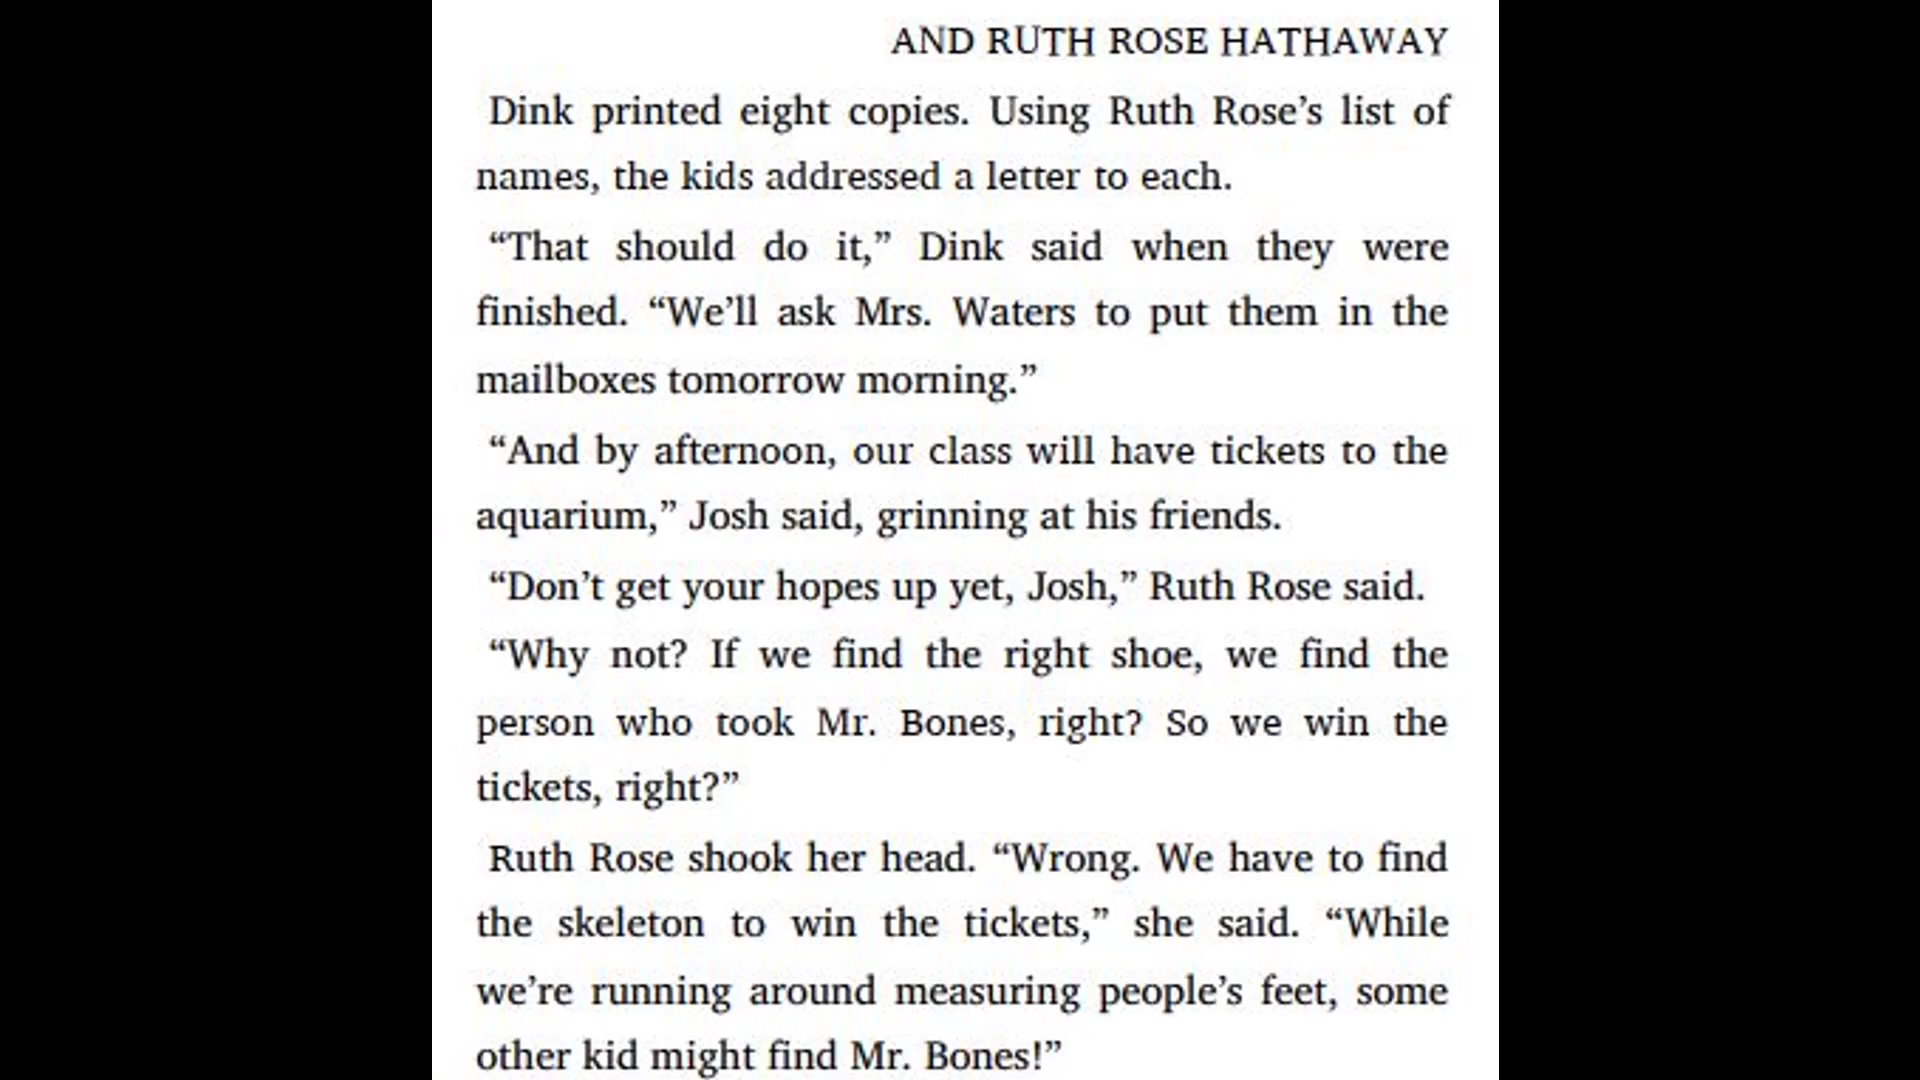 AND RUTH ROSE HATHAWAY
Dink printed eight copies. Using Ruth Rose’s list of
names, the kids addressed a letter to each.
“That should do it,” Dink said when they were
finished. “We’ll ask Mrs. Waters to put them in the
mailboxes tomorrow morning.”
“And by afternoon, our class will have tickets to the
aquarium,” Josh said, grinning at his friends.
“Don’t get your hopes up yet, Josh,” Ruth Rose said.
“Why not? If we find the right shoe, we find the
person who took Mr. Bones, right? So we win the
tickets, right?”
Ruth Rose shook her head. “Wrong. We have to find
the skeleton to win the tickets,” she said. “While
we’re running around measuring people’s feet, some
other kid might find Mr. Bones!”